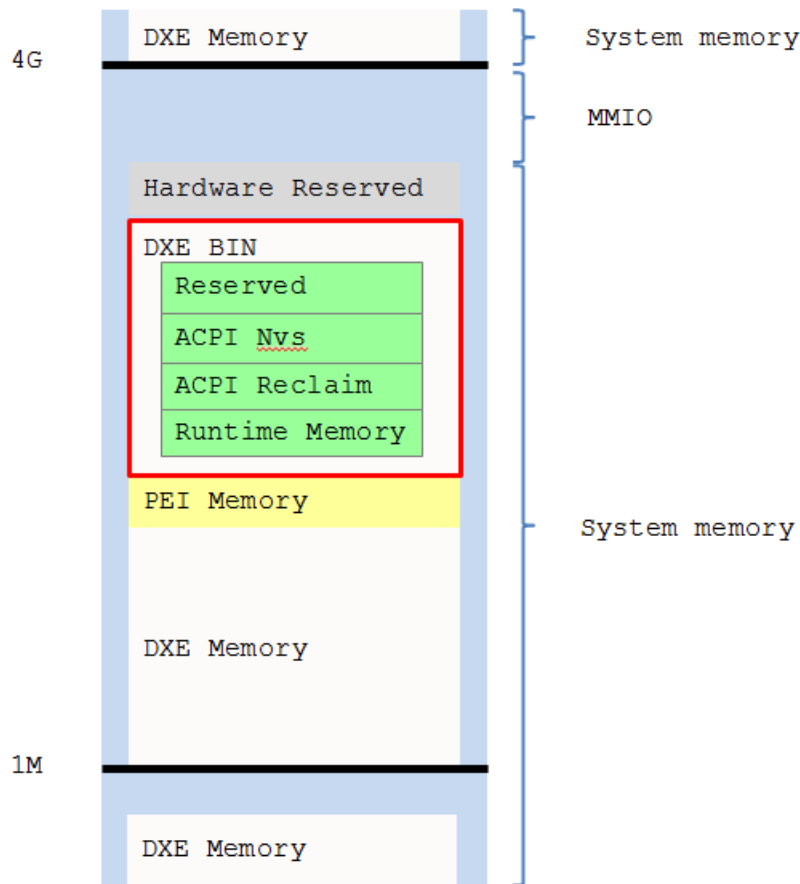 DXE Memory
System memory
4G
MMIO
Hardware Reserved
DXE BIN
Reserved
ACPI Nvs
ACPI Reclaim
Runtime Memory
PEI Memory
System memory
DXE Memory
1M
DXE Memory